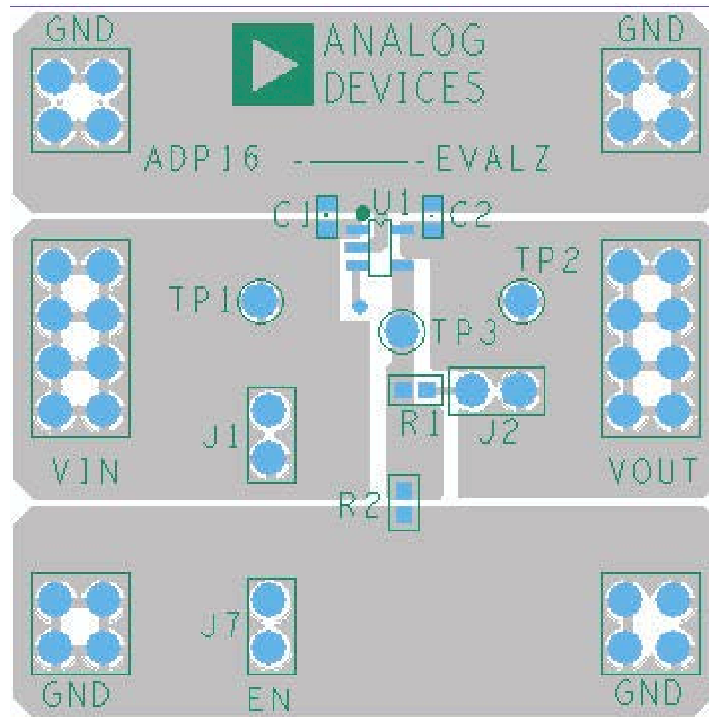 GND
ANALOG
DEVICES
GND
ADP16 - - EVALZ
C1
U1
C2
TP1
TP2
TP3
J1
R1
J2
VIN
R2
VOUT
J7
GND
EN
GND